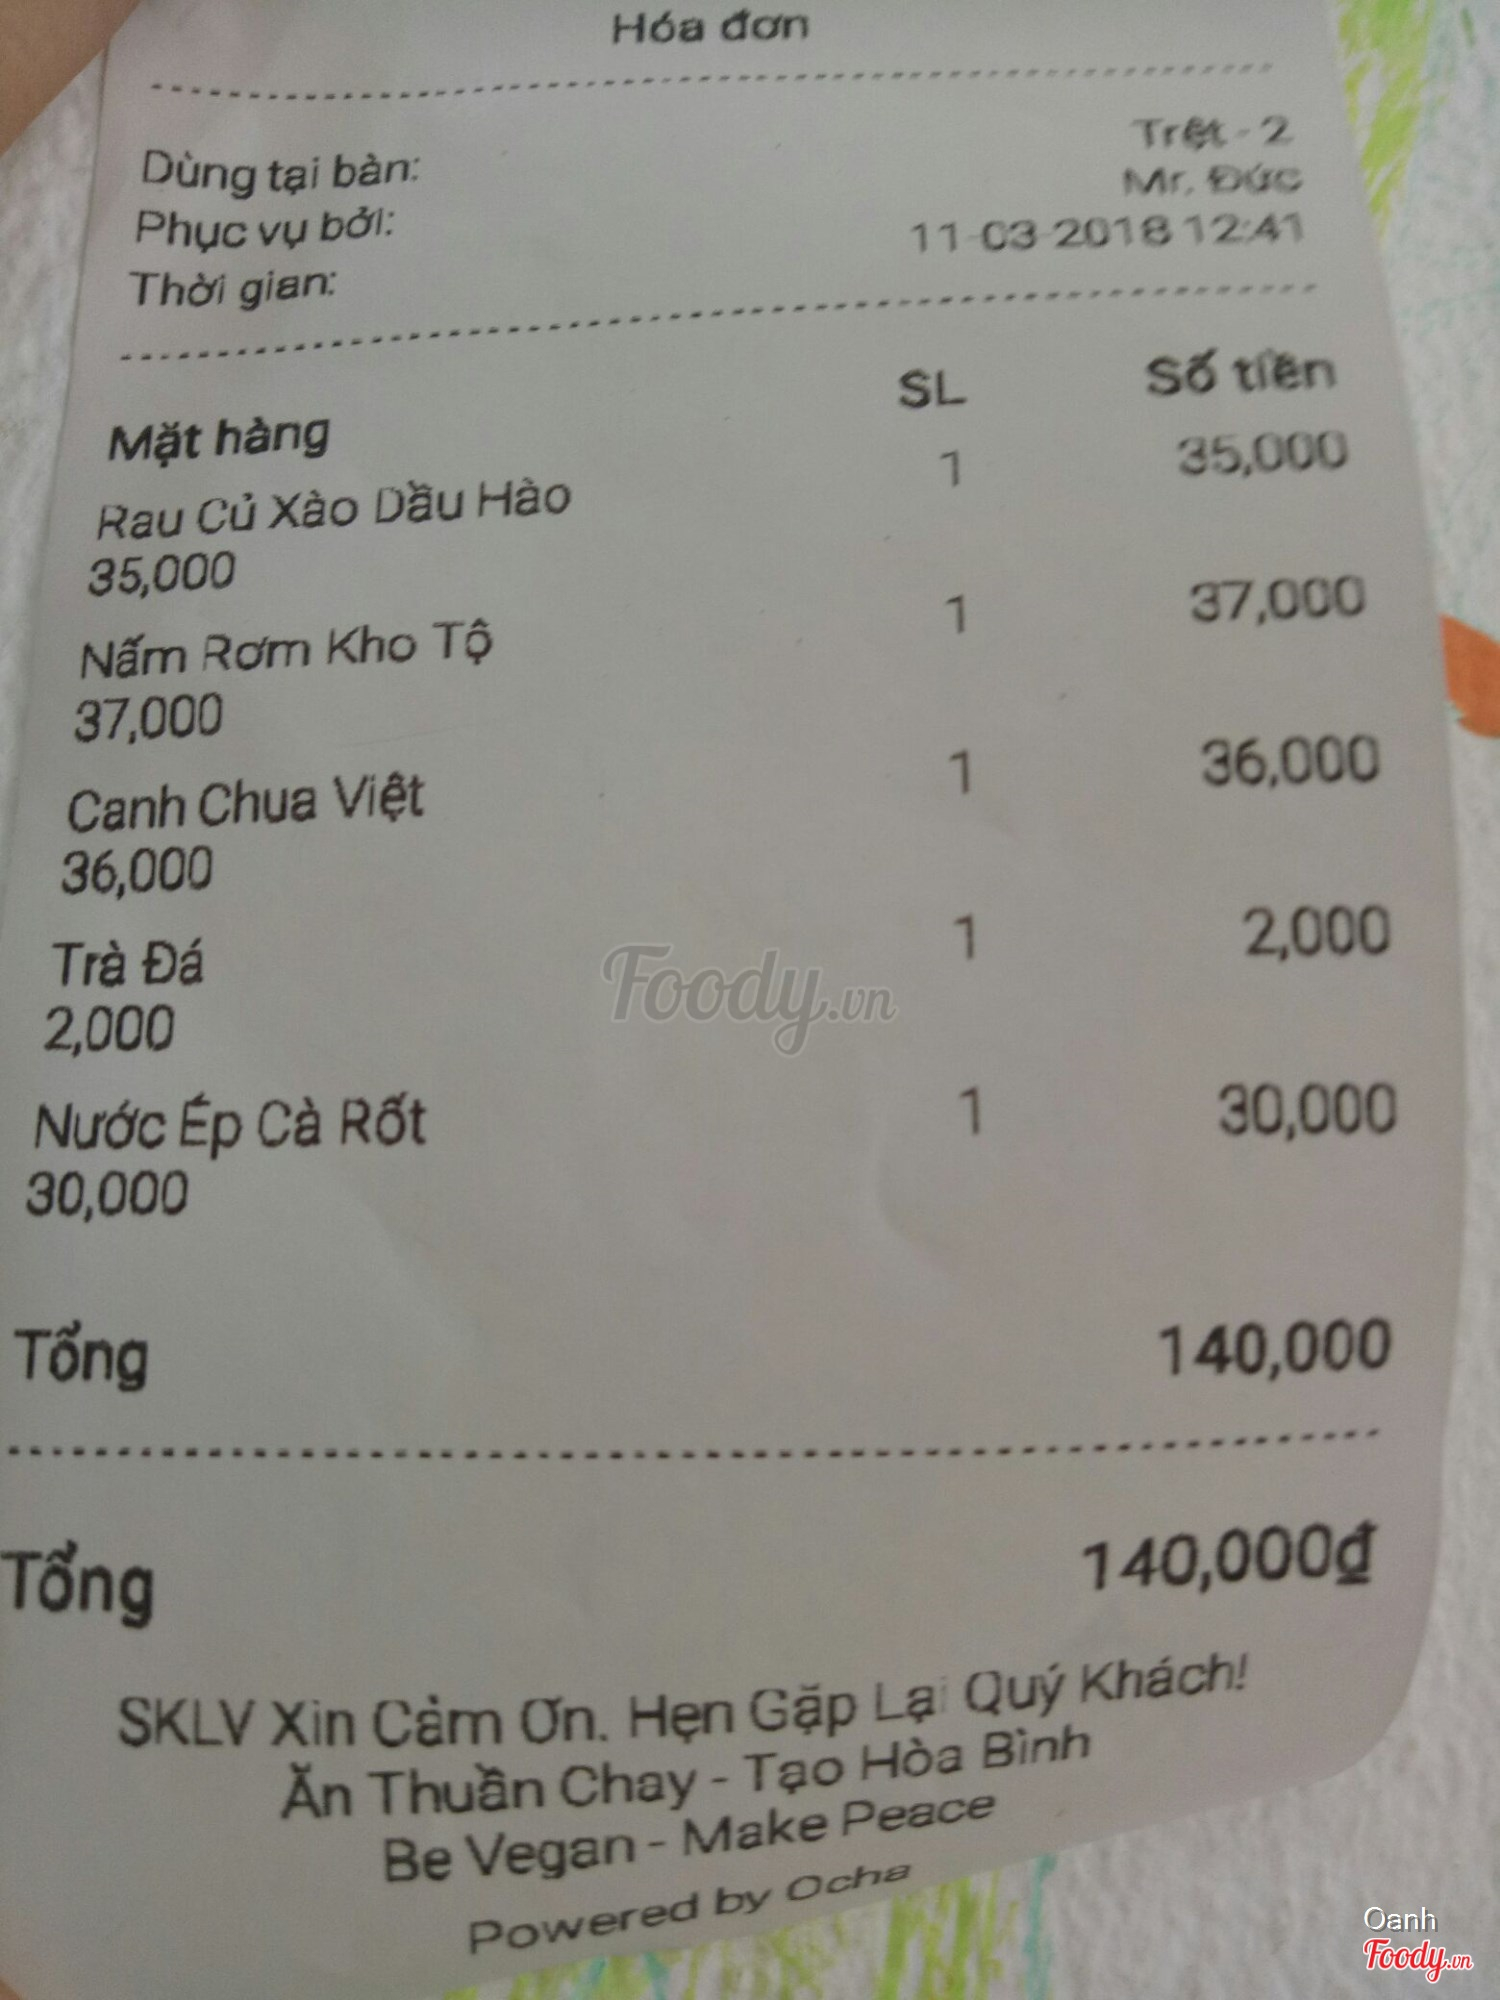 Hóa đơn
Dùng tại bàn: Trệt - 2
Phục vụ bởi: Mr. Đức
Thời gian: 11-03-2018 12:41
Mặt hàng SL Số tiền
Rau Củ Xào Dầu Hào 1 35,000
35,000
Nấm Rơm Kho Tộ 1 37,000
37,000
Canh Chua Việt 1 36,000
36,000
Trà Đá 1 2,000
2,000
Nước Ép Cà Rốt 1 30,000
30,000
Tổng 140,000
Tổng 140,000₫
SKLV Xin Cảm Ơn. Hẹn Gặp Lại Quý Khách!
Ăn Thuần Chay - Tạo Hòa Bình
Be Vegan - Make Peace
Powered by Ocha
Foody.vn
Oanh
Foody.vn